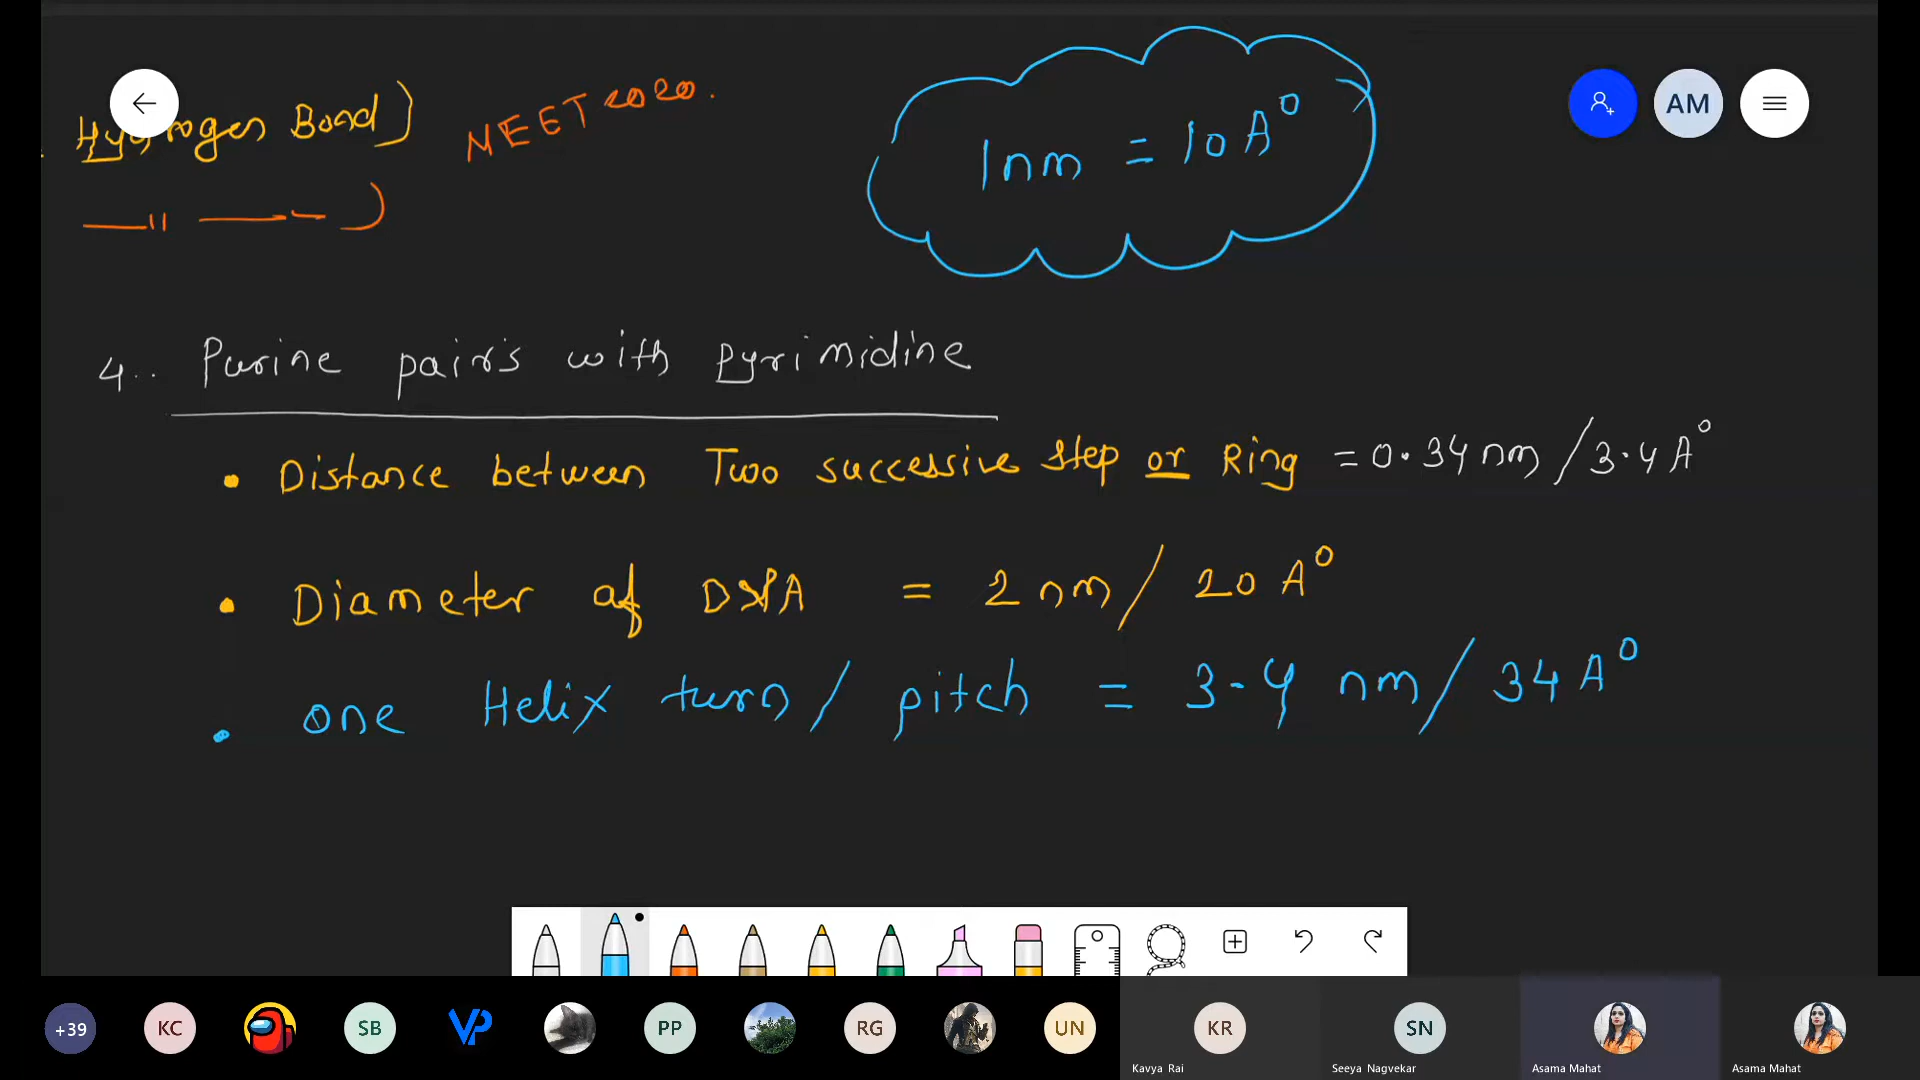 Hydrogen Bond)
NEET 2020.
— 11 —— )
1nm = 10 A°
AM
4.. Purine pairs with pyrimidine
• Distance between Two successive step or Ring = 0.34 nm / 3.4 A°
• Diameter of DNA = 2 nm / 20 A°
• One Helix turn / pitch = 3.4 nm / 34 A°
+39 KC SB VP PP RG UN KR SN
Kavya Rai Seeya Nagvekar Asama Mahat Asama Mahat